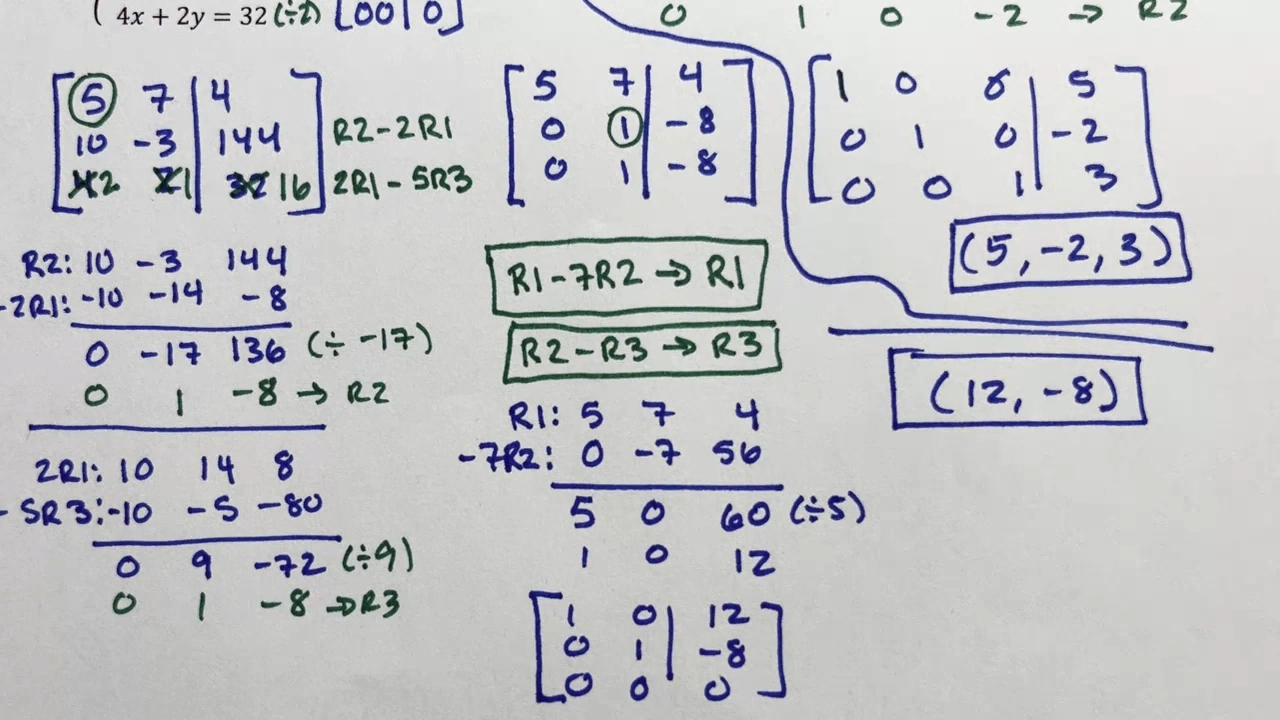 4x + 2y = 32 (÷2) [0 0 | 0]
0 1 0 -2 → R2
5 7 | 4
10 -3 | 144 R2-2R1
4 2 2 1 | 32 16 2R1-5R3
R2: 10 -3 144
-2R1: -10 -14 -8
0 -17 136 (÷ -17)
0 1 -8 → R2
2R1: 10 14 8
-5R3: -10 -5 -80
0 9 -72 (÷9)
0 1 -8 → R3
5 7 | 4
0 1 | -8
0 1 | -8
R1-7R2 → R1
R2-R3 → R3
R1: 5 7 4
-7R2: 0 -7 56
5 0 60 (÷5)
1 0 12
1 0 | 12
0 1 | -8
0 0 0
1 0 0 | 5
0 1 0 | -2
0 0 1 | 3
(5, -2, 3)
(12, -8)